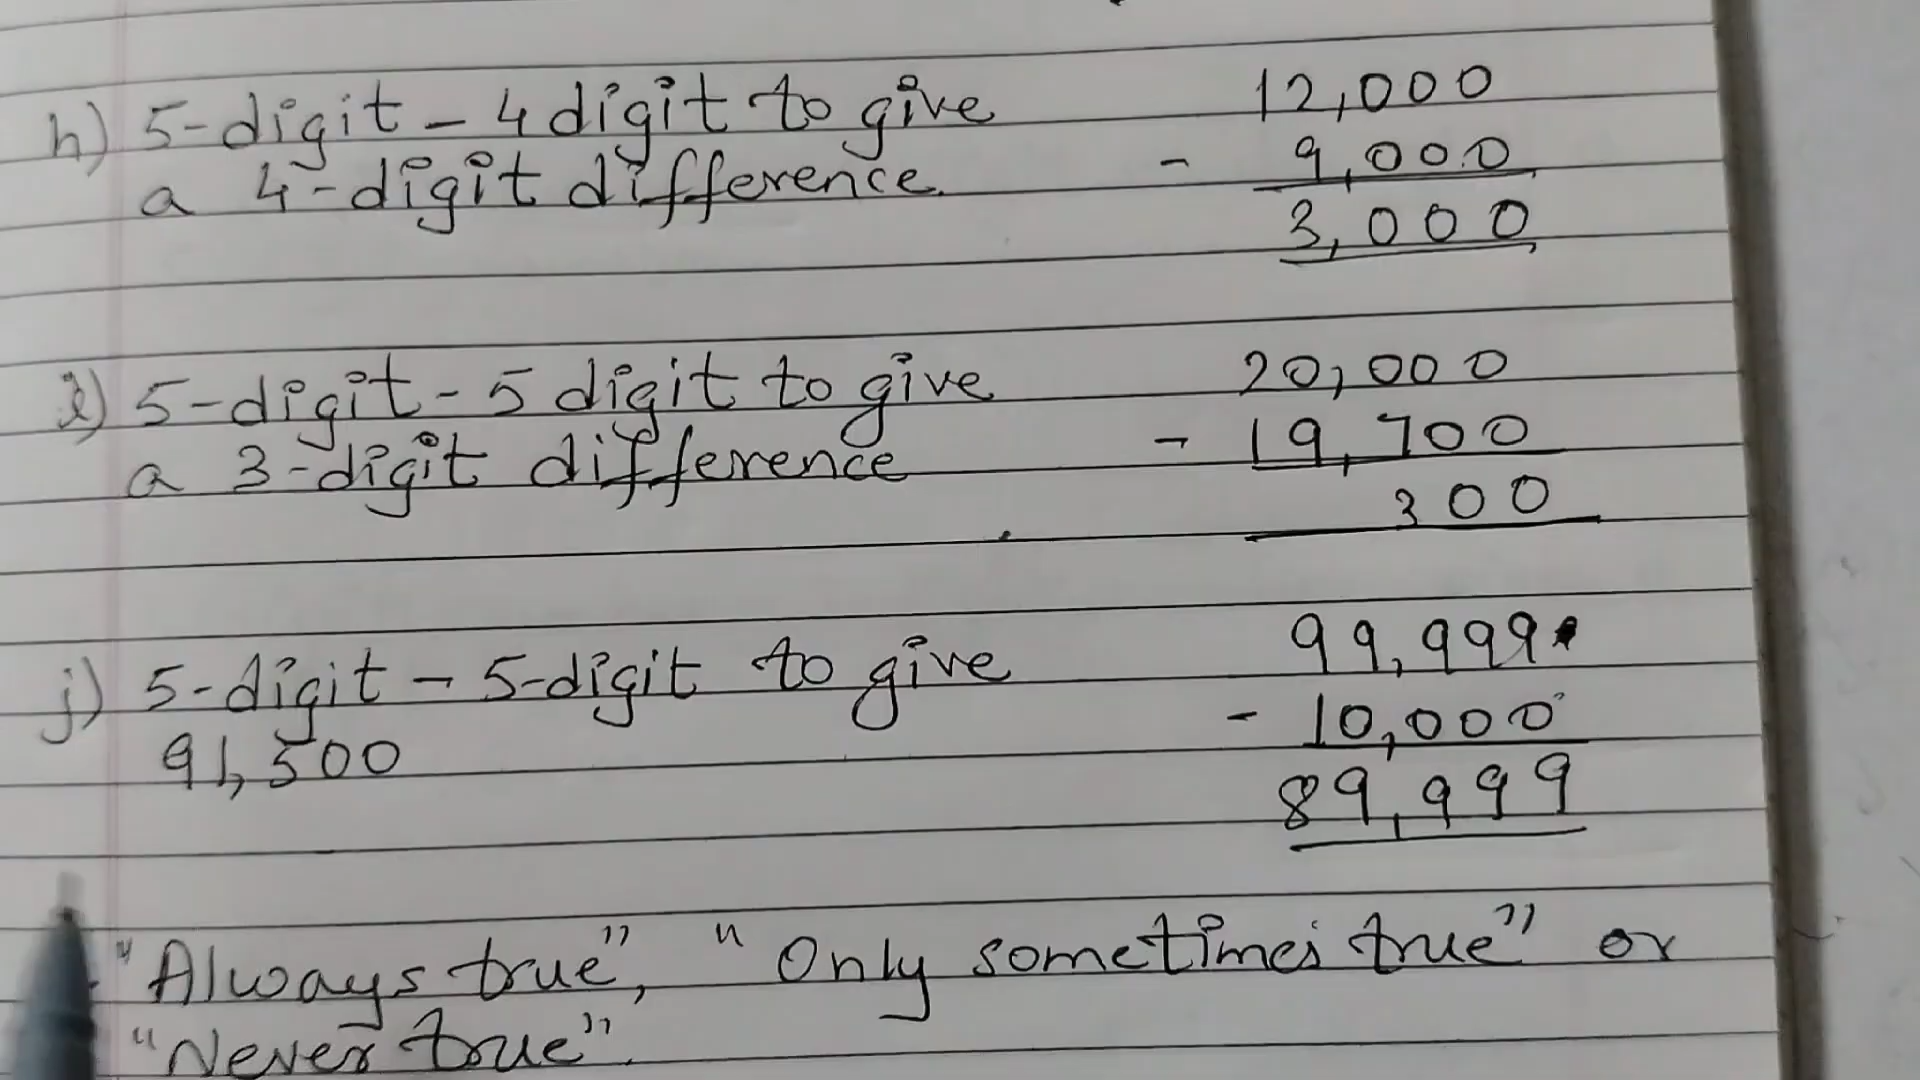 h) 5-digit - 4 digit to give
a 4-digit difference.
12,000
- 9,000
3,000
i) 5-digit - 5 digit to give
a 3-digit difference
20,000
- 19,700
300
j) 5-digit - 5-digit to give
91,500
99,999
- 10,000
89,999
"Always true", "Only sometimes true" or
"Never true".